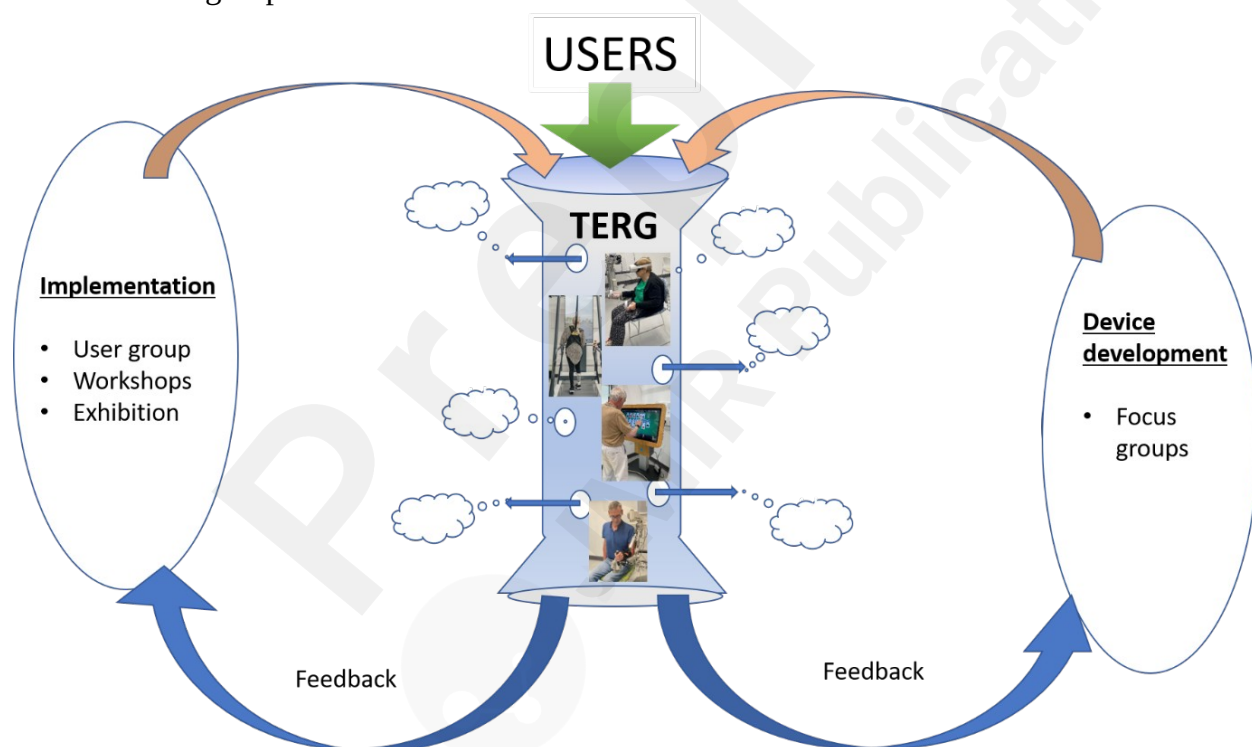 USERS
TERG
Implementation
• User group
• Workshops
• Exhibition
Device
development
• Focus
groups
Feedback
Feedback